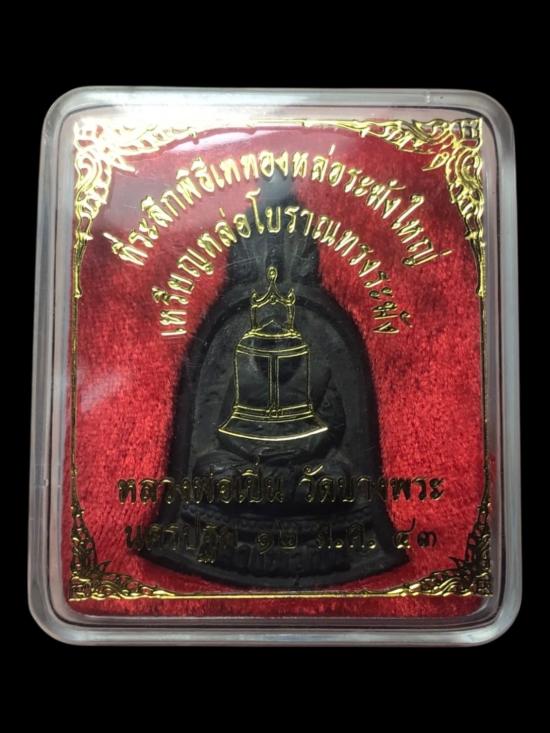 ที่ระลึกพิธีเททองหล่อระฆังใหญ่
เหรียญหล่อโบราณทรงระฆัง
หลวงพ่อเปิ่น วัดบางพระ
นครปฐม ๑๒ ส.ค. ๔๓